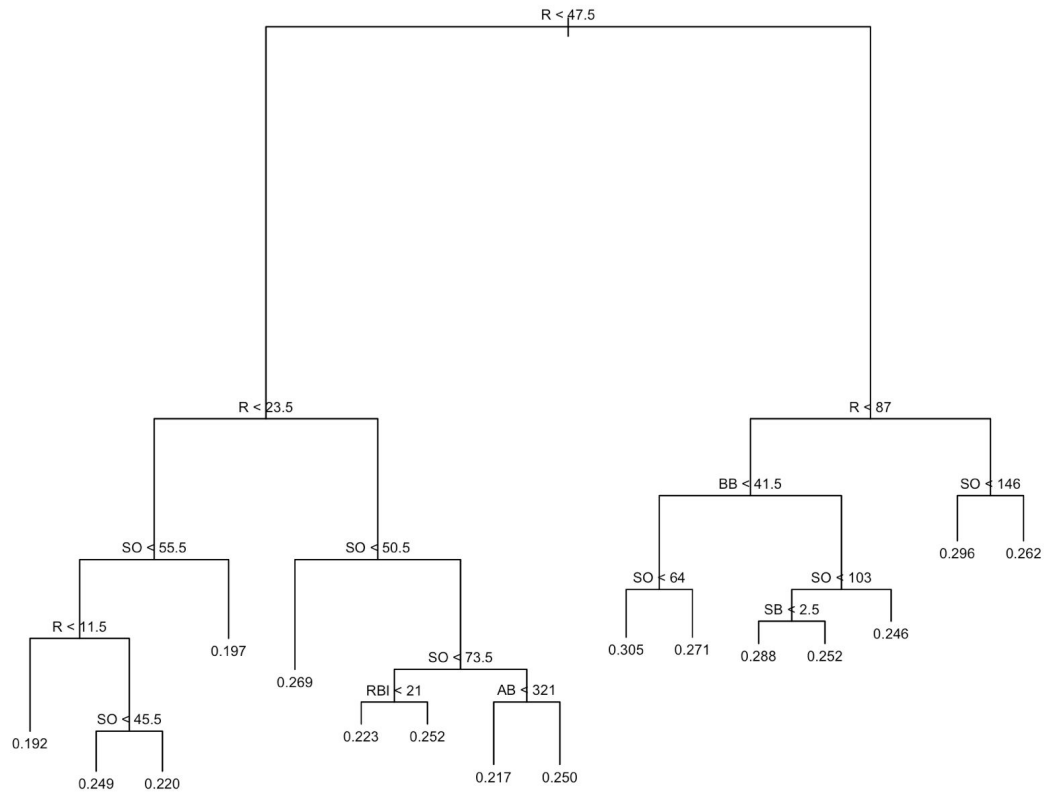 R < 47.5
R < 23.5
R < 87
BB < 41.5
SO < 146
SO < 55.5
SO < 50.5
0.296
0.262
SO < 64
SO < 103
SB < 2.5
R < 11.5
0.246
0.197
0.305
0.271
0.288
0.252
SO < 73.5
0.269
RBI < 21
AB < 321
SO < 45.5
0.192
0.223
0.252
0.217
0.250
0.249
0.220